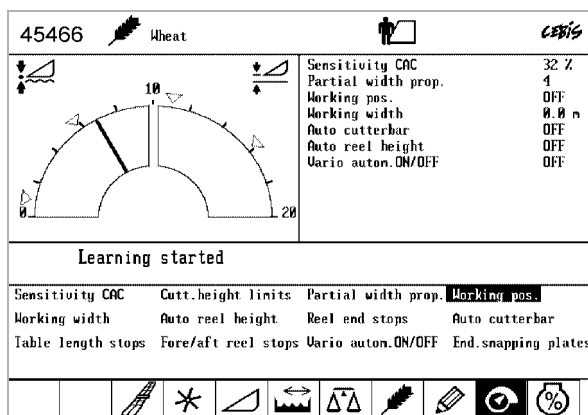 45466 Wheat CEBIS
Sensitivity CAC 32 %
Partial width prop. 4
Working pos. OFF
Working width 0.0 m
Auto cutterbar OFF
Auto reel height OFF
Vario autom.ON/OFF OFF
10
0
20
Learning started
Sensitivity CAC Cutt.height limits Partial width prop. Working pos.
Working width Auto reel height Reel end stops Auto cutterbar
Table length stops Fore/aft reel stops Vario autom.ON/OFF End.snapping plates
%